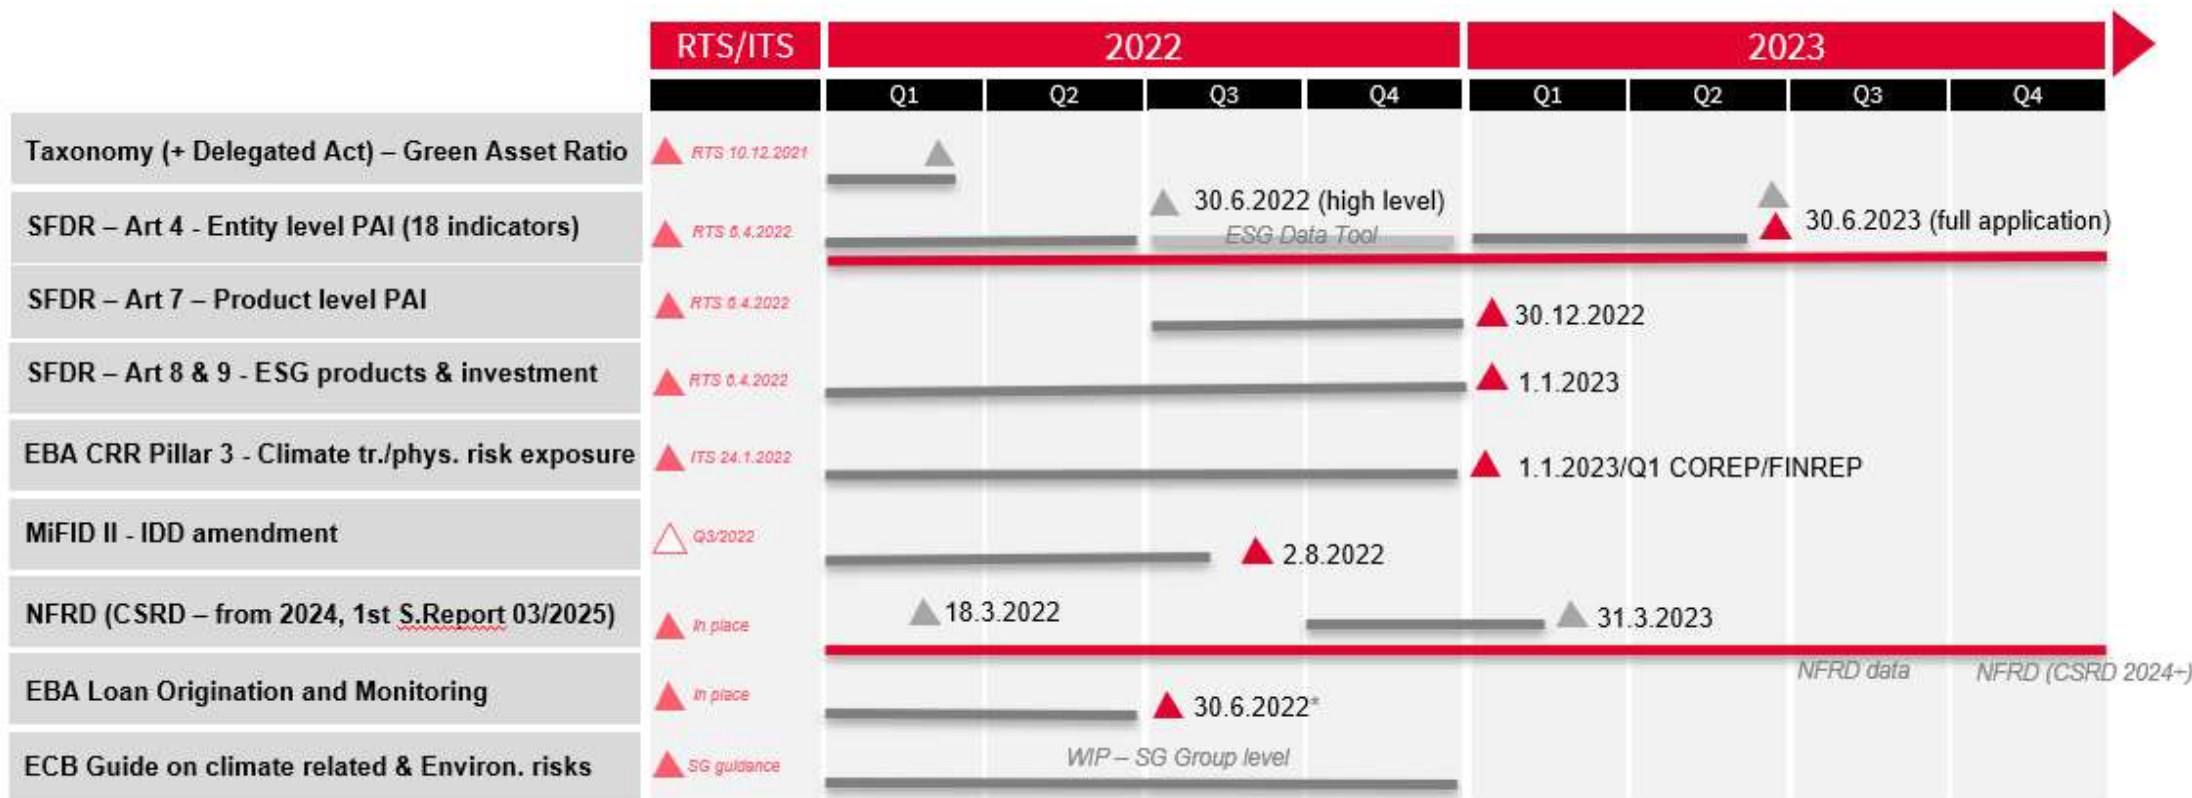 RTS/ITS 2022 2023
Q1 Q2 Q3 Q4 Q1 Q2 Q3 Q4
Taxonomy (+ Delegated Act) – Green Asset Ratio RTS 10.12.2021
SFDR – Art 4 - Entity level PAI (18 indicators) RTS 6.4.2022 30.6.2022 (high level) 30.6.2023 (full application)
ESG Data Tool
SFDR – Art 7 – Product level PAI RTS 6.4.2022 30.12.2022
SFDR – Art 8 & 9 - ESG products & investment RTS 6.4.2022 1.1.2023
EBA CRR Pillar 3 - Climate tr./phys. risk exposure ITS 24.1.2022 1.1.2023/Q1 COREP/FINREP
MiFID II - IDD amendment Q3/2022 2.8.2022
NFRD (CSRD – from 2024, 1st S.Report 03/2025) In place 18.3.2022 31.3.2023
NFRD data NFRD (CSRD 2024+)
EBA Loan Origination and Monitoring In place 30.6.2022*
ECB Guide on climate related & Environ. risks SG guidance WIP – SG Group level